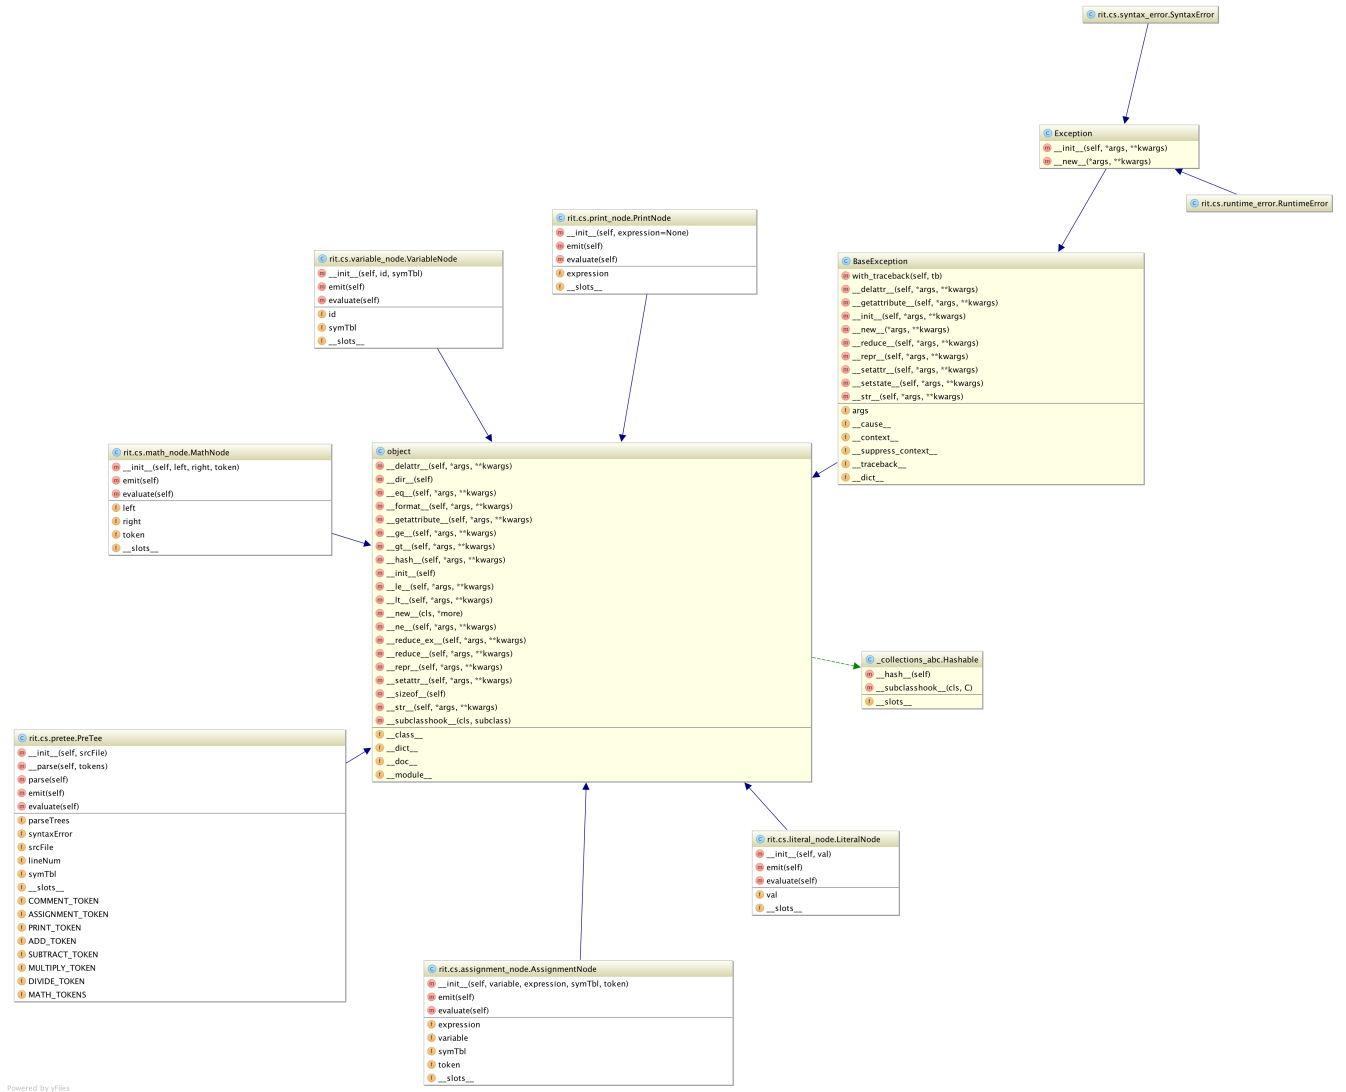 rit.cs.syntax_error.SyntaxError
Exception
__init__(self, *args, **kwargs)
__new__(*args, **kwargs)
rit.cs.runtime_error.RuntimeError
rit.cs.print_node.PrintNode
__init__(self, expression=None)
emit(self)
evaluate(self)
expression
__slots__
rit.cs.variable_node.VariableNode
__init__(self, id, symTbl)
emit(self)
evaluate(self)
id
symTbl
__slots__
BaseException
with_traceback(self, tb)
__delattr__(self, *args, **kwargs)
__getattribute__(self, *args, **kwargs)
__init__(self, *args, **kwargs)
__new__(*args, **kwargs)
__reduce__(self, *args, **kwargs)
__repr__(self, *args, **kwargs)
__setattr__(self, *args, **kwargs)
__setstate__(self, *args, **kwargs)
__str__(self, *args, **kwargs)
args
__cause__
__context__
__suppress_context__
__traceback__
__dict__
rit.cs.math_node.MathNode
__init__(self, left, right, token)
emit(self)
evaluate(self)
left
right
token
__slots__
object
__delattr__(self, *args, **kwargs)
__dir__(self)
__eq__(self, *args, **kwargs)
__format__(self, *args, **kwargs)
__getattribute__(self, *args, **kwargs)
__ge__(self, *args, **kwargs)
__gt__(self, *args, **kwargs)
__hash__(self, *args, **kwargs)
__init__(self)
__le__(self, *args, **kwargs)
__lt__(self, *args, **kwargs)
__new__(cls, *more)
__ne__(self, *args, **kwargs)
__reduce_ex__(self, *args, **kwargs)
__reduce__(self, *args, **kwargs)
__repr__(self, *args, **kwargs)
__setattr__(self, *args, **kwargs)
__sizeof__(self)
__str__(self, *args, **kwargs)
__subclasshook__(cls, subclass)
__class__
__dict__
__doc__
__module__
_collections_abc.Hashable
__hash__(self)
__subclasshook__(cls, C)
__slots__
rit.cs.pretee.PreTee
__init__(self, srcFile)
__parse(self, tokens)
parse(self)
emit(self)
evaluate(self)
parseTrees
syntaxError
srcFile
lineNum
symTbl
__slots__
COMMENT_TOKEN
ASSIGNMENT_TOKEN
PRINT_TOKEN
ADD_TOKEN
SUBTRACT_TOKEN
MULTIPLY_TOKEN
DIVIDE_TOKEN
MATH_TOKENS
rit.cs.literal_node.LiteralNode
__init__(self, val)
emit(self)
evaluate(self)
val
__slots__
rit.cs.assignment_node.AssignmentNode
__init__(self, variable, expression, symTbl, token)
emit(self)
evaluate(self)
expression
variable
symTbl
token
__slots__
Powered by yFiles